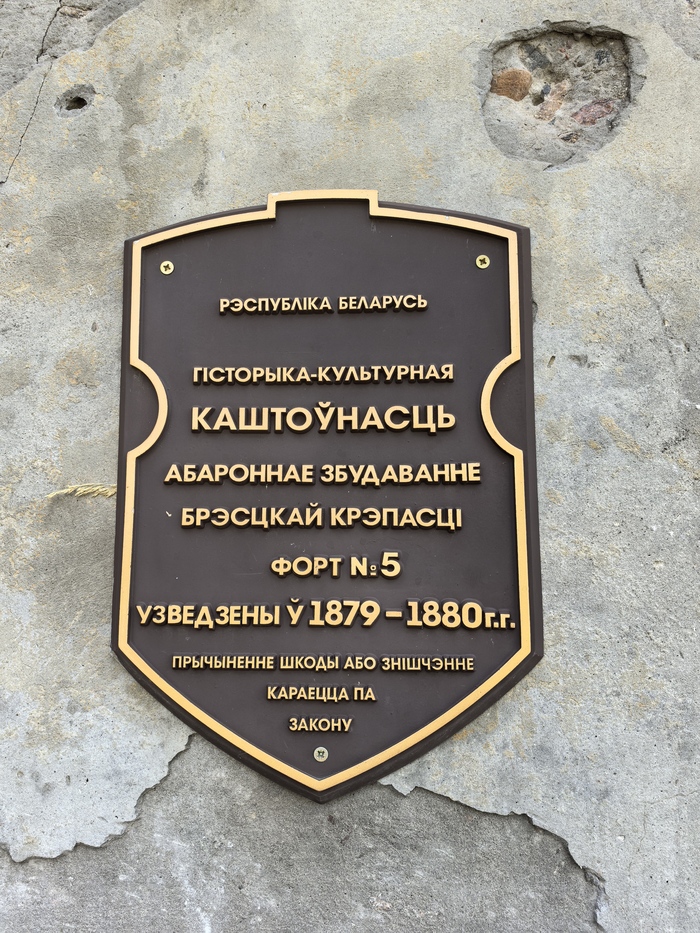 РЭСПУБЛІКА БЕЛАРУСЬ
ГІСТОРЫКА-КУЛЬТУРНАЯ
КАШТОЎНАСЦЬ
АБАРОННАЕ ЗБУДАВАННЕ
БРЭСЦКАЙ КРЭПАСЦІ
ФОРТ №5
УЗВЕДЗЕНЫ Ў 1879 – 1880 г.г.
ПРЫЧЫНЕННЕ ШКОДЫ АБО ЗНІШЧЭННЕ
КАРАЕЦЦА ПА
ЗАКОНУ